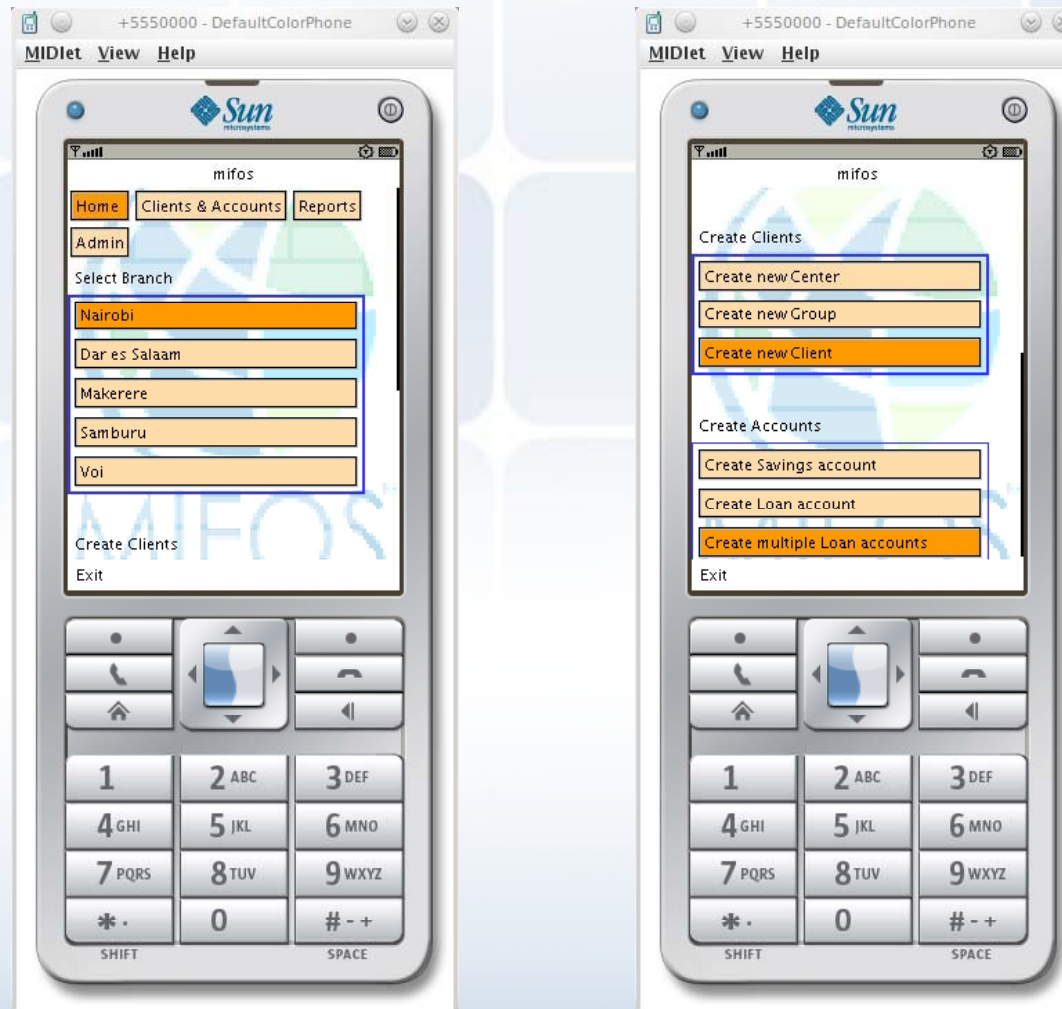 +5550000 - DefaultColorPhone
MIDlet View Help
Sun
microsystems
mifos
Home Clients & Accounts Reports
Admin
Select Branch
Nairobi
Dar es Salaam
Makerere
Samburu
Voi
MIFOS
Create Clients
Exit
1 2 ABC 3 DEF
4 GHI 5 JKL 6 MNO
7 PQRS 8 TUV 9 WXYZ
* . 0 # - +
SHIFT SPACE
+5550000 - DefaultColorPhone
MIDlet View Help
Sun
microsystems
mifos
Create Clients
Create new Center
Create new Group
Create new Client
Create Accounts
Create Savings account
Create Loan account
MIFOS
Create multiple Loan accounts
Exit
1 2 ABC 3 DEF
4 GHI 5 JKL 6 MNO
7 PQRS 8 TUV 9 WXYZ
* . 0 # - +
SHIFT SPACE